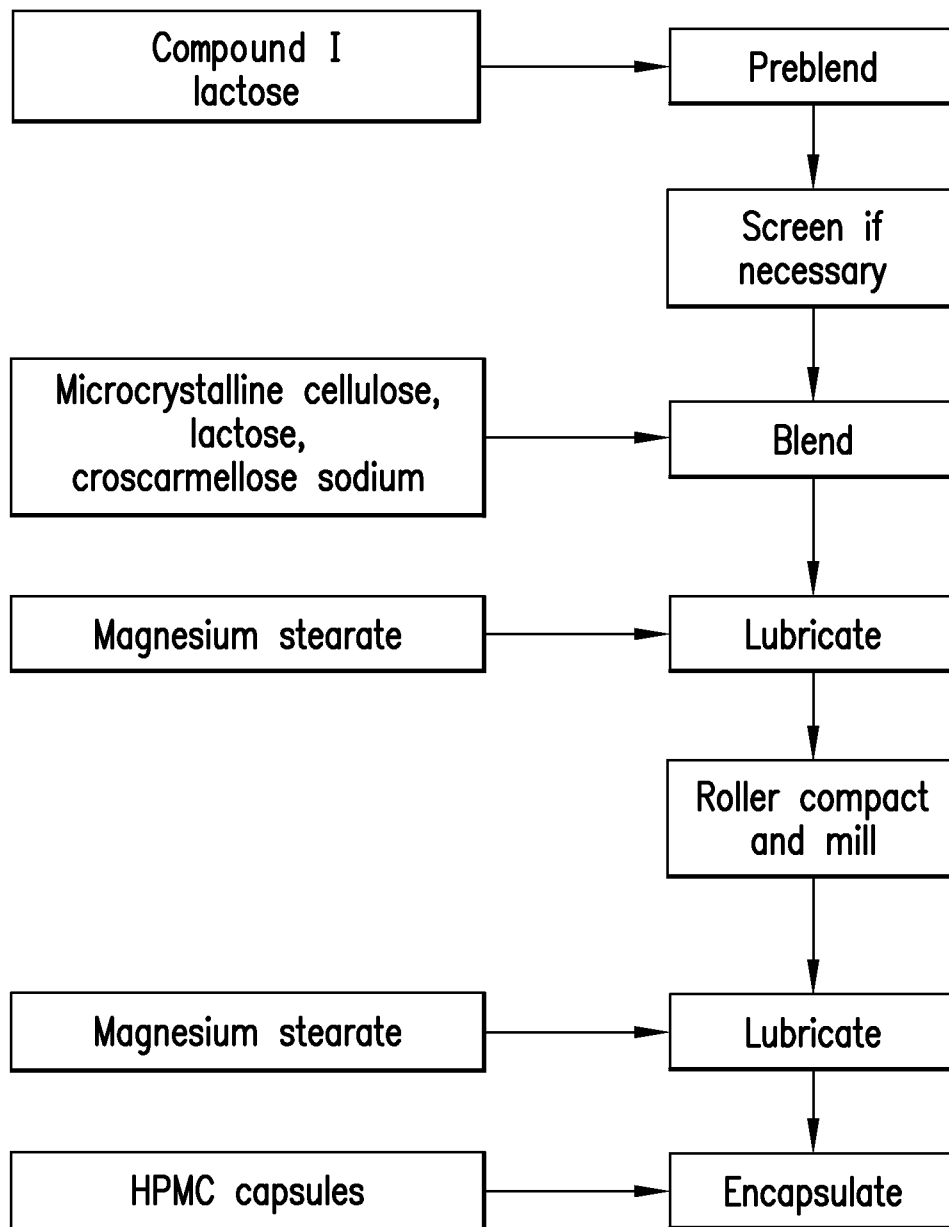 Compound I
lactose
Preblend
Screen if
necessary
Microcrystalline cellulose,
lactose,
croscarmellose sodium
Blend
Magnesium stearate
Lubricate
Roller compact
and mill
Magnesium stearate
Lubricate
HPMC capsules
Encapsulate